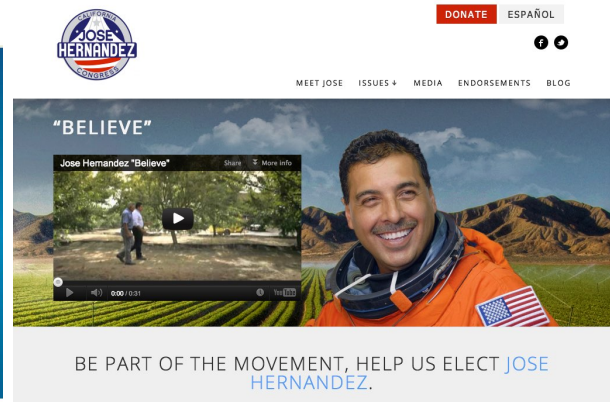 DONATE ESPAÑOL
CALIFORNIA
JOSE
HERNANDEZ
CONGRESS
MEET JOSE ISSUES MEDIA ENDORSEMENTS BLOG
"BELIEVE"
Jose Hernandez "Believe" Share More info
0:00 / 0:31 YouTube
BE PART OF THE MOVEMENT, HELP US ELECT JOSE
HERNANDEZ.